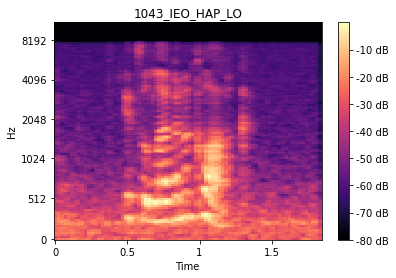 1043_IEO_HAP_LO
8192
4096
2048
1024
512
0
Hz
0
0.5
1
1.5
Time
-10 dB
-20 dB
-30 dB
-40 dB
-50 dB
-60 dB
-70 dB
-80 dB